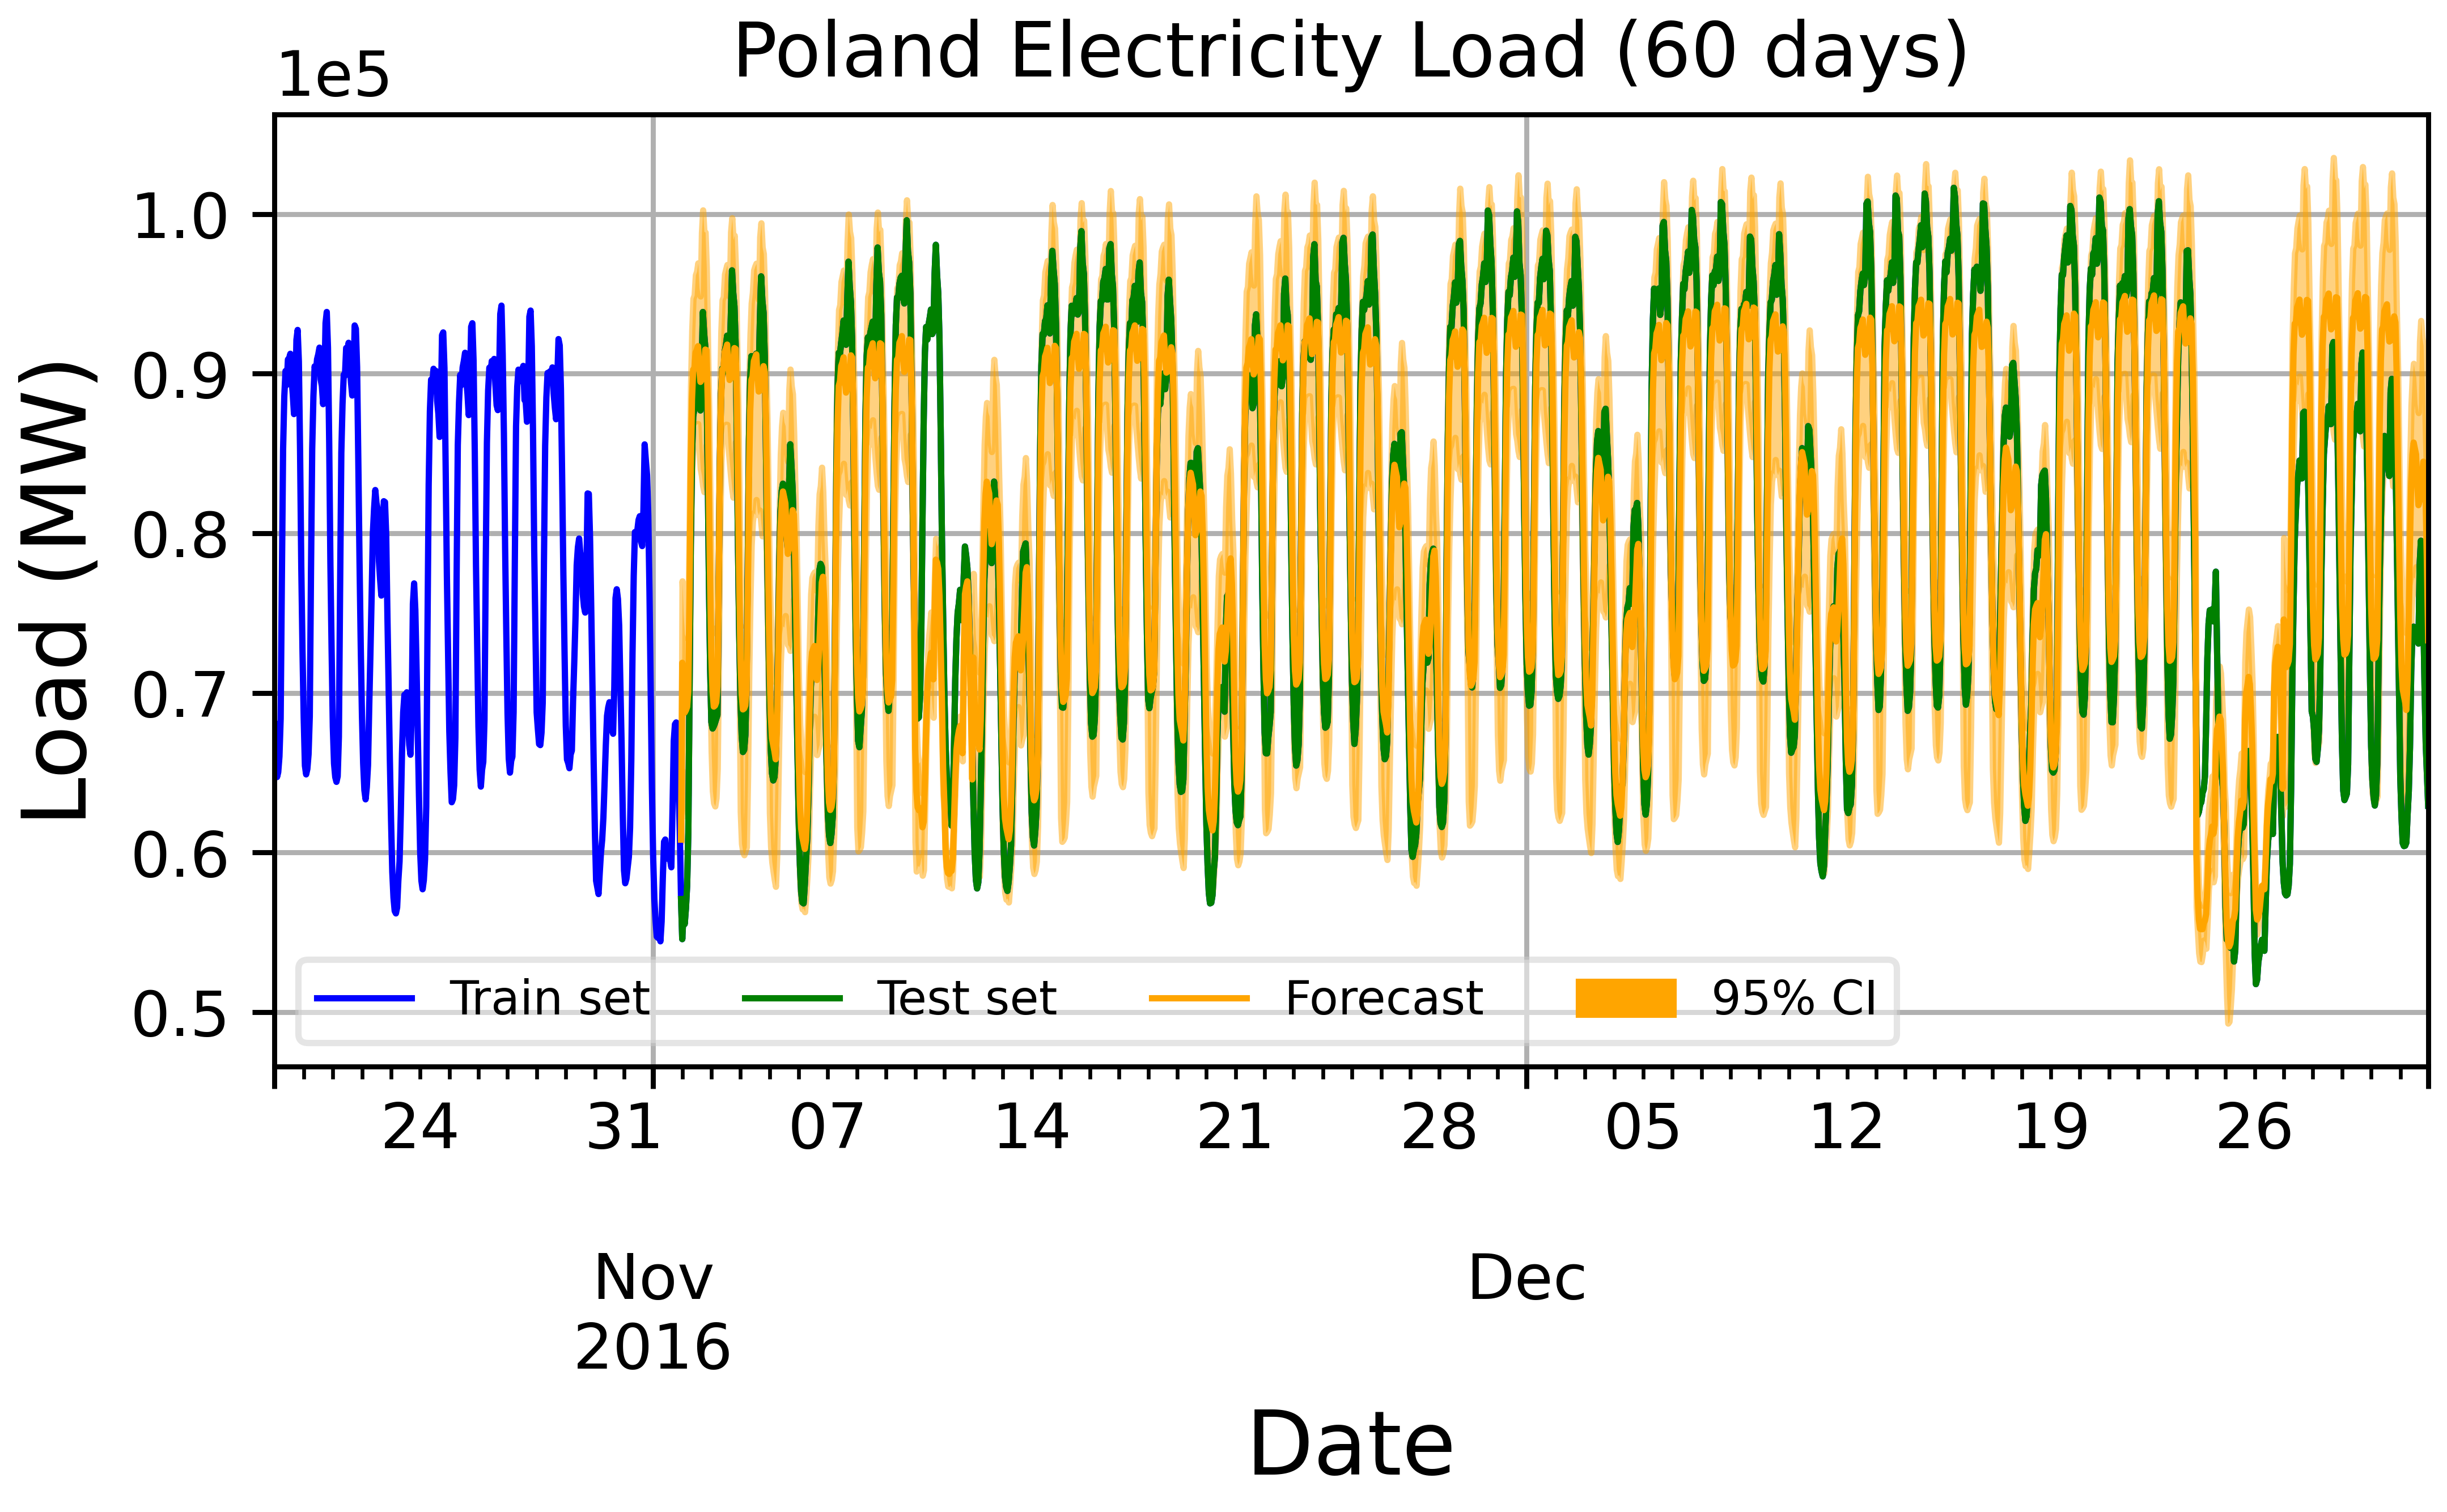 Poland Electricity Load (60 days)
1e5
1.0
0.9
0.8
0.7
0.6
0.5
Load (MW)
Train set Test set Forecast 95% CI
24 31 07 14 21 28 05 12 19 26
Nov Dec
2016
Date